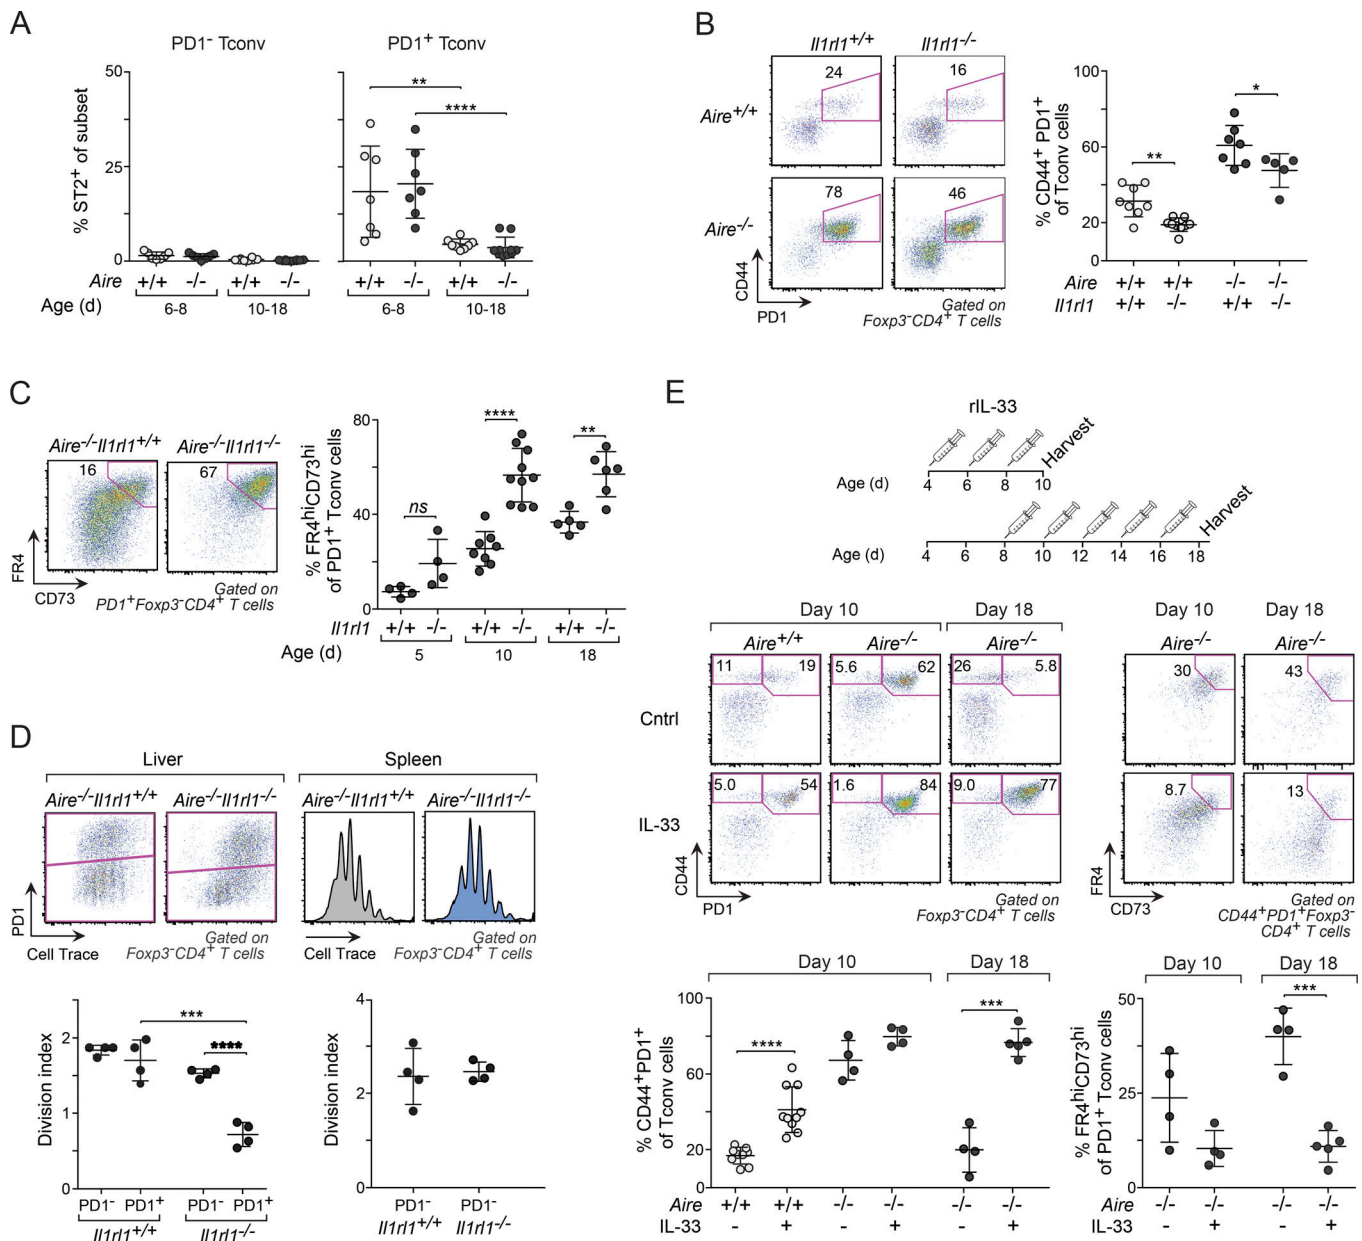 A
PD1- Tconv
PD1+ Tconv
% ST2+ of subset
50
25
0
**
****
Aire +/+ -/- +/+ -/- +/+ -/- +/+ -/-
Age (d) 6-8 10-18 6-8 10-18
B
Il1rl1+/+ Il1rl1-/-
Aire+/+
24
16
Aire-/-
78
46
CD44
PD1
Gated on
Foxp3-CD4+ T cells
% CD44+ PD1+
of Tconv cells
100
60
20
0
**
*
Aire +/+ +/+ -/- -/-
Il1rl1 +/+ -/- +/+ -/-
C
Aire-/-Il1rl1+/+ Aire-/-Il1rl1-/-
16
67
FR4
CD73
Gated on
PD1+Foxp3-CD4+ T cells
% FR4hiCD73hi
of PD1+ Tconv cells
80
40
0
ns
****
**
Il1rl1 +/+ -/- +/+ -/- +/+ -/-
Age (d) 5 10 18
D
Liver
Spleen
Aire-/-Il1rl1+/+ Aire-/-Il1rl1-/- Aire-/-Il1rl1+/+ Aire-/-Il1rl1-/-
PD1
Cell Trace
Gated on
Foxp3-CD4+ T cells
Cell Trace
Gated on
Foxp3-CD4+ T cells
Division index
2
1
0
***
****
PD1- PD1+ PD1- PD1+
Il1rl1+/+ Il1rl1-/-
Division index
4
2
0
PD1- PD1-
Il1rl1+/+ Il1rl1-/-
E
rIL-33
Harvest
Age (d) 4 6 8 10
Harvest
Age (d) 4 6 8 10 12 14 16 18
Day 10 Day 18 Day 10 Day 18
Aire+/+ Aire-/- Aire-/- Aire-/- Aire-/-
Cntrl
11 19 5.6 62 26 5.8 30 43
IL-33
5.0 54 1.6 84 9.0 77 8.7 13
CD44
PD1
Gated on
Foxp3-CD4+ T cells
FR4
CD73
Gated on
CD44+PD1+Foxp3-
CD4+ T cells
Day 10 Day 18
% CD44+PD1+
of Tconv cells
100
60
20
0
****
***
Aire +/+ +/+ -/- -/- -/- -/-
IL-33 - + - + - +
Day 10 Day 18
% FR4hiCD73hi
of PD1+ Tconv cells
50
25
0
***
Aire -/- -/- -/- -/-
IL-33 - + - +